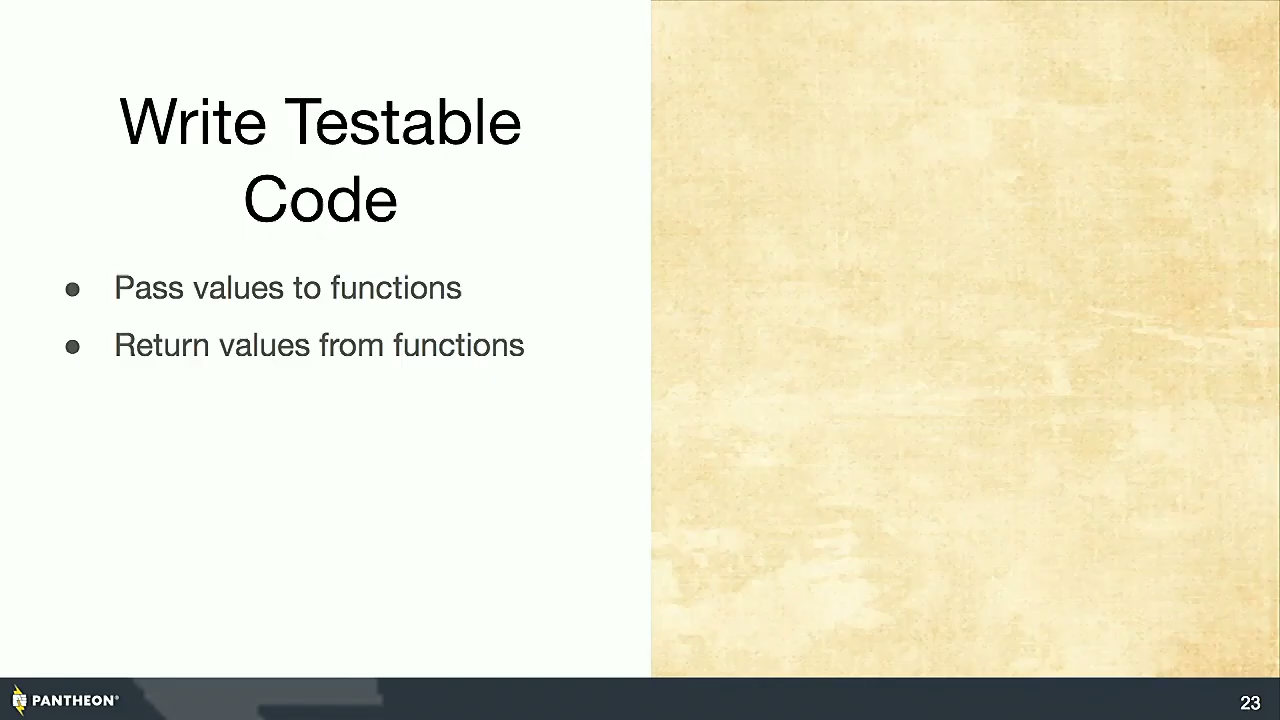 Write Testable
Code
● Pass values to functions
● Return values from functions
PANTHEON®
23